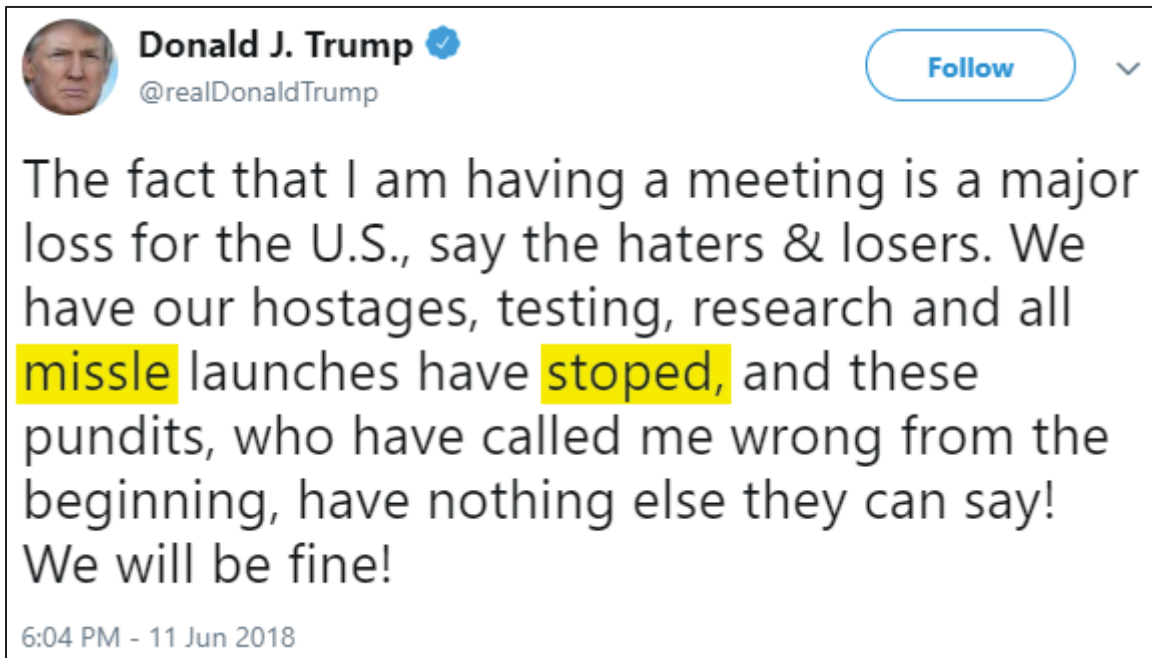 Donald J. Trump
@realDonaldTrump
Follow
The fact that I am having a meeting is a major
loss for the U.S., say the haters & losers. We
have our hostages, testing, research and all
missle launches have stoped, and these
pundits, who have called me wrong from the
beginning, have nothing else they can say!
We will be fine!
6:04 PM - 11 Jun 2018